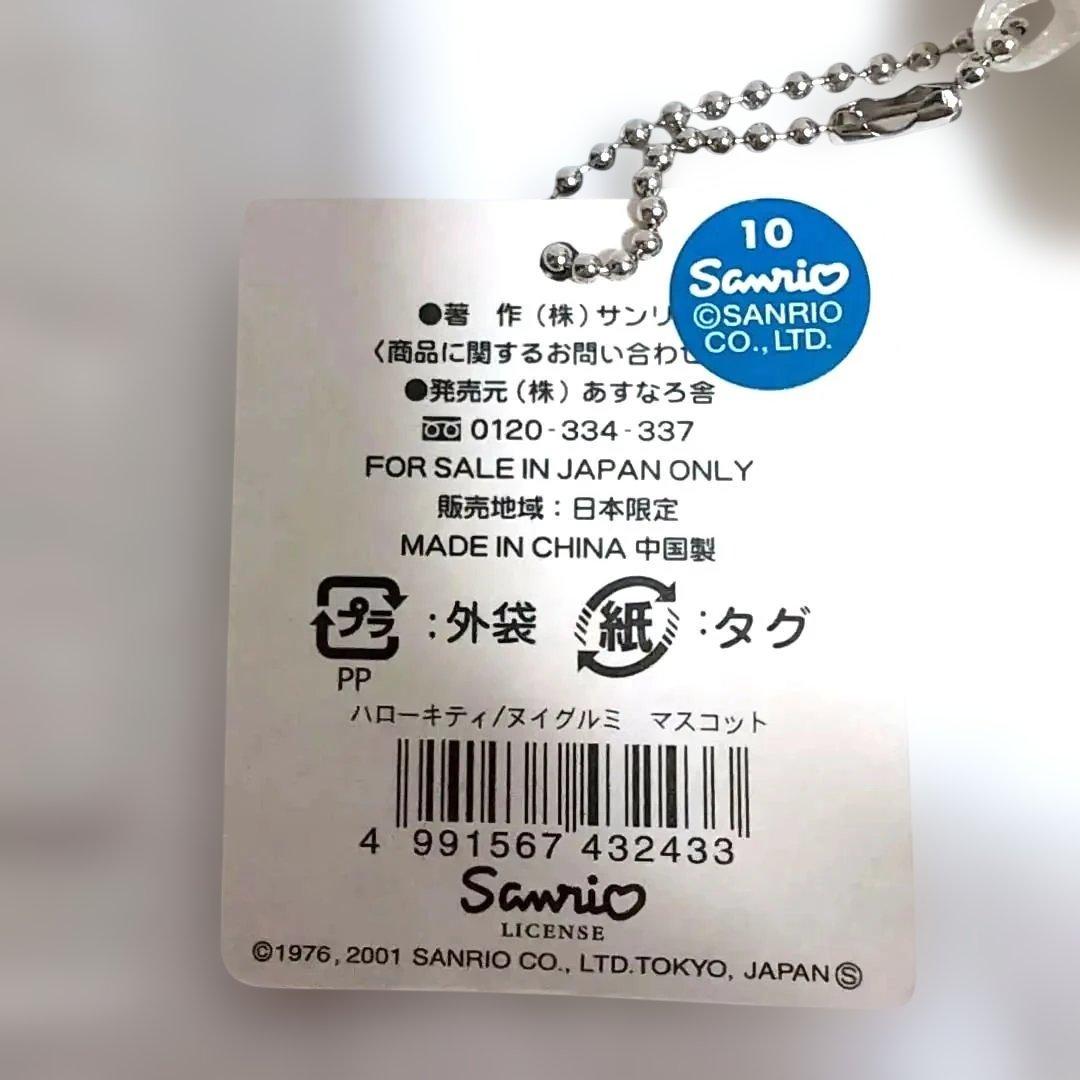 10
Sanrio
©SANRIO
CO., LTD.
●著 作（株）サンリ
〈商品に関するお問い合わせ
●発売元（株）あすなろ舎
0120-334-337
FOR SALE IN JAPAN ONLY
販売地域：日本限定
MADE IN CHINA 中国製
プラ：外袋 紙：タグ
PP
ハローキティ/ヌイグルミ マスコット
4 991567 432433
Sanrio
LICENSE
©1976, 2001 SANRIO CO., LTD.TOKYO, JAPAN Ⓢ